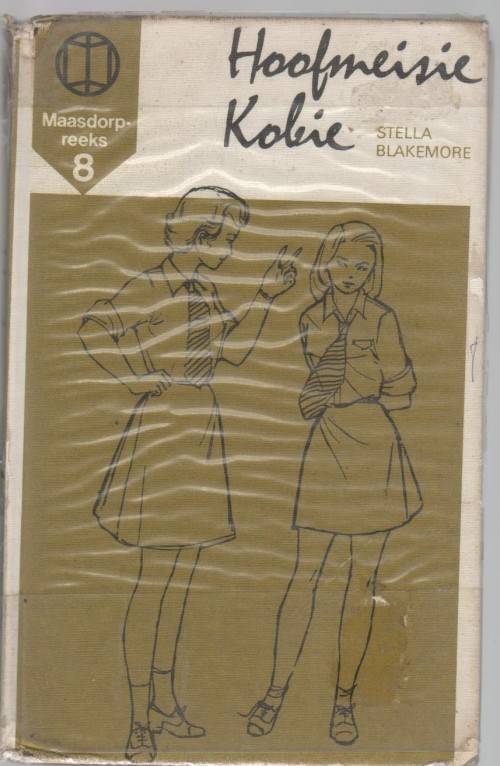 Hoofmeisie
Kobie
STELLA
BLAKEMORE
Maasdorp-
reeks
8